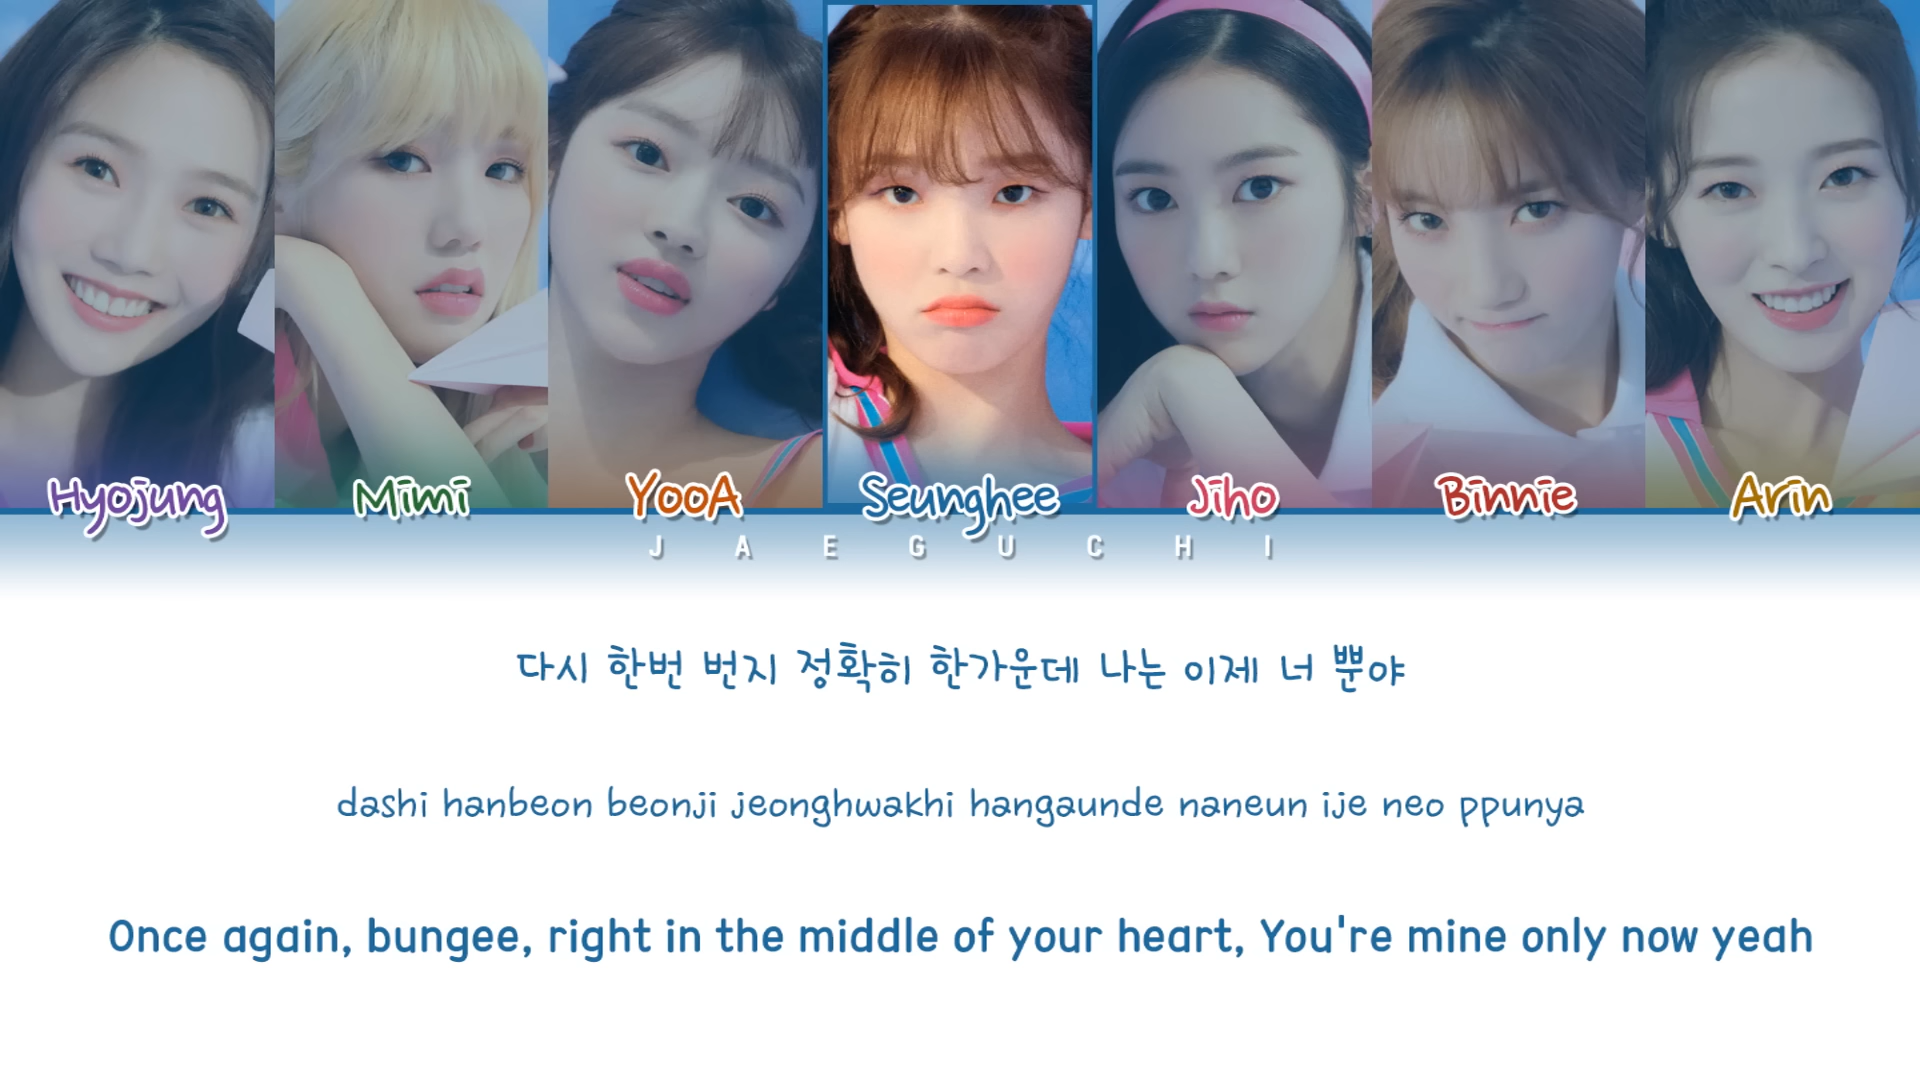 Hyojung Mimi YooA Seunghee Jiho Binnie Arin
JAEGUCHI
다시 한번 번지 정확히 한가운데 나는 이제 너 뿐야
dashi hanbeon beonji jeonghwakhi hangaunde naneun ije neo ppunya
Once again, bungee, right in the middle of your heart, You're mine only now yeah